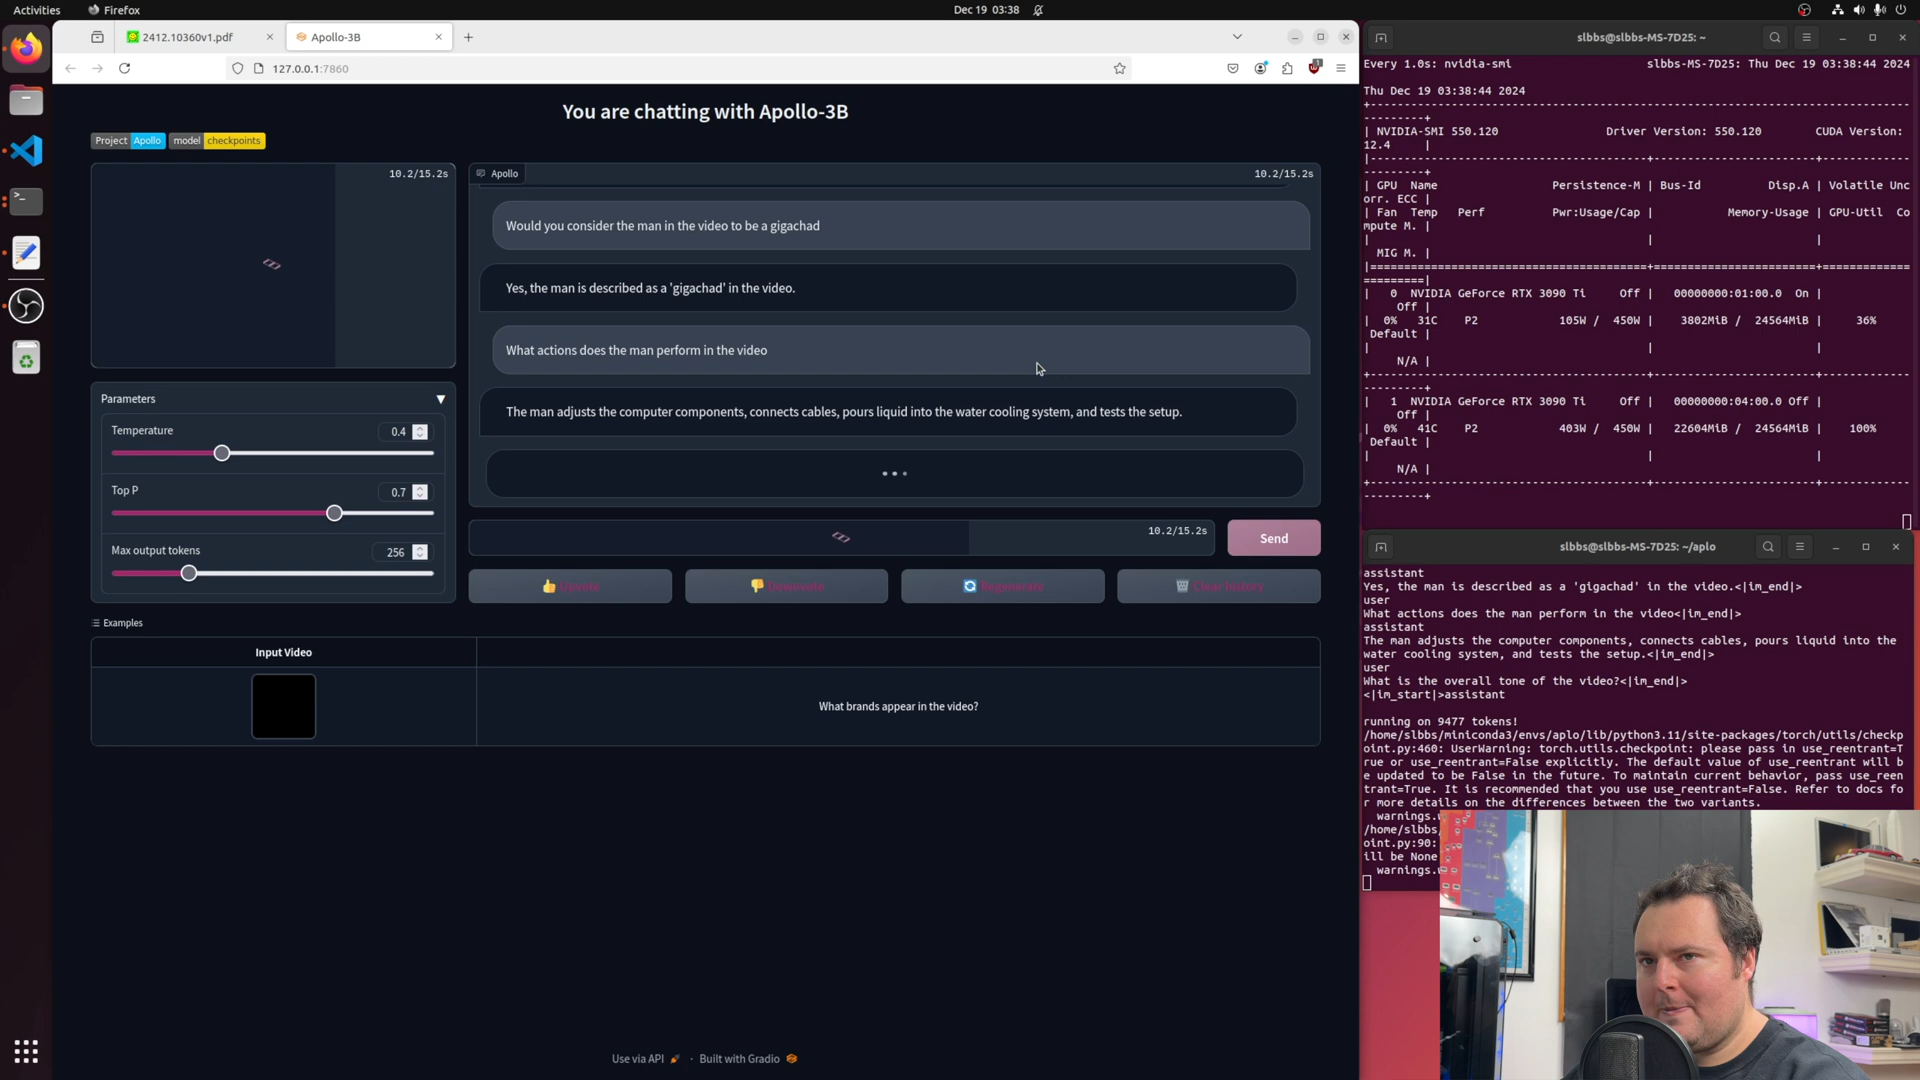 Activities
Firefox
Dec 19 03:38
2412.10360v1.pdf
Apollo-3B
127.0.0.1:7860
You are chatting with Apollo-3B
Project Apollo model checkpoints
10.2/15.2s
Apollo
10.2/15.2s
Would you consider the man in the video to be a gigachad
Yes, the man is described as a 'gigachad' in the video.
What actions does the man perform in the video
The man adjusts the computer components, connects cables, pours liquid into the water cooling system, and tests the setup.
Parameters
Temperature
0.4
Top P
0.7
Max output tokens
256
10.2/15.2s
Send
Upvote
Downvote
Regenerate
Clear history
Examples
Input Video
What brands appear in the video?
Use via API · Built with Gradio
slbbs@slbbs-MS-7D25: ~
Every 1.0s: nvidia-smi slbbs-MS-7D25: Thu Dec 19 03:38:44 2024
Thu Dec 19 03:38:44 2024
+------------------------------------------------------------------------------
---------+
| NVIDIA-SMI 550.120 Driver Version: 550.120 CUDA Version:
12.4 |
|-----------------------------------------+------------------------+-----------
---------+
| GPU Name Persistence-M | Bus-Id Disp.A | Volatile Unc
orr. ECC |
| Fan Temp Perf Pwr:Usage/Cap | Memory-Usage | GPU-Util Co
mpute M. |
| | |
MIG M. |
|=========================================+========================+===========
=========|
| 0 NVIDIA GeForce RTX 3090 Ti Off | 00000000:01:00.0 On |
Off |
| 0% 31C P2 105W / 450W | 3802MiB / 24564MiB | 36%
Default |
| | |
N/A |
+-----------------------------------------+------------------------+-----------
---------+
| 1 NVIDIA GeForce RTX 3090 Ti Off | 00000000:04:00.0 Off |
Off |
| 0% 41C P2 403W / 450W | 22604MiB / 24564MiB | 100%
Default |
| | |
N/A |
+-----------------------------------------+------------------------+-----------
---------+
slbbs@slbbs-MS-7D25: ~/aplo
assistant
Yes, the man is described as a 'gigachad' in the video.<|im_end|>
user
What actions does the man perform in the video<|im_end|>
assistant
The man adjusts the computer components, connects cables, pours liquid into the
water cooling system, and tests the setup.<|im_end|>
user
What is the overall tone of the video?<|im_end|>
<|im_start|>assistant
running on 9477 tokens!
/home/slbbs/miniconda3/envs/aplo/lib/python3.11/site-packages/torch/utils/checkp
oint.py:460: UserWarning: torch.utils.checkpoint: please pass in use_reentrant=T
rue or use_reentrant=False explicitly. The default value of use_reentrant will b
e updated to be False in the future. To maintain current behavior, pass use_reen
trant=True. It is recommended that you use use_reentrant=False. Refer to docs fo
r more details on the differences between the two variants.
warnings.
/home/slbbs/
oint.py:90:
ill be None
warnings.